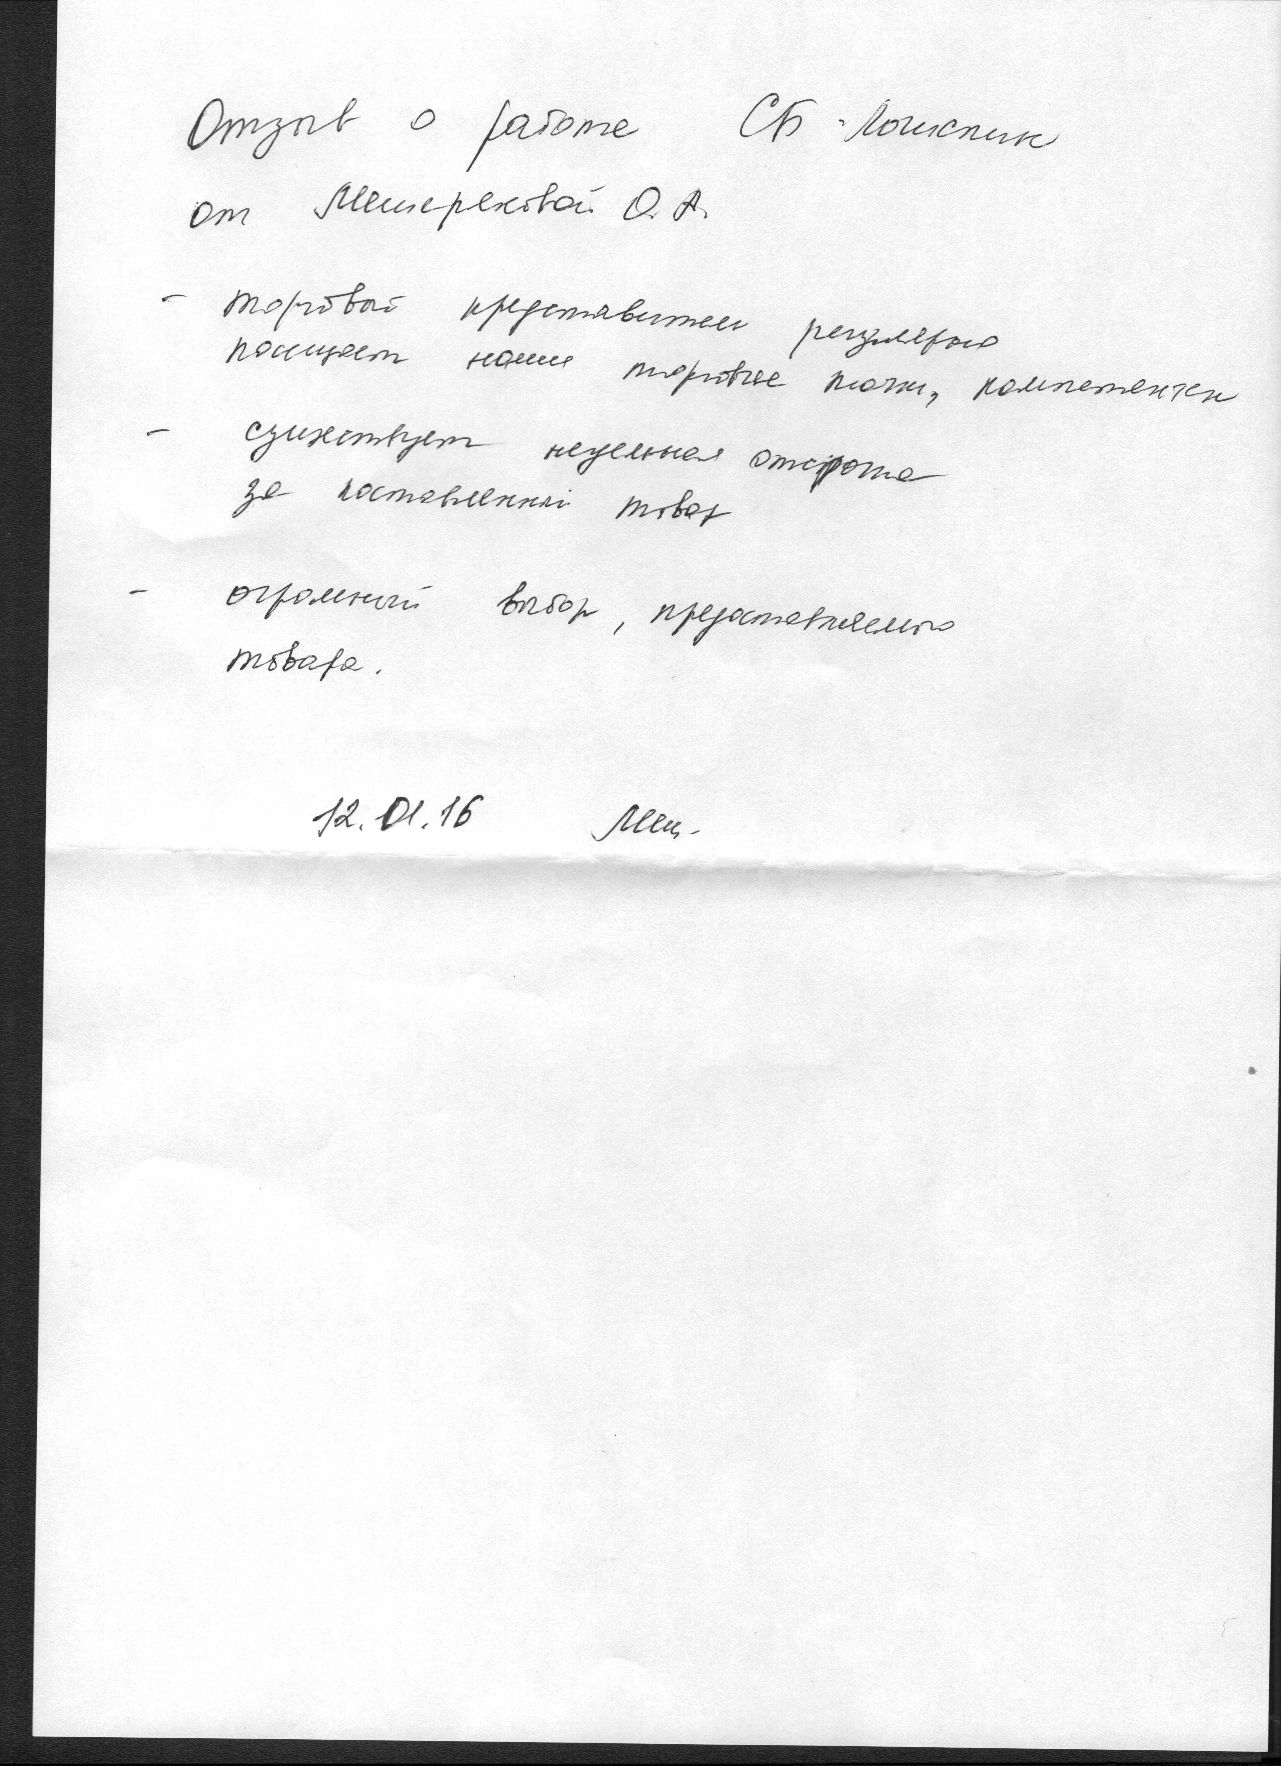 Отзыв о работе СБ-Логистик
от Мещеряковой О. А.
- торговый представитель регулярно
посещает наши торговые точки, компетентен
- существует недельная отсрочка
за поставленный товар
- огромный выбор, предоставляемого
товара.
12.01.16 Мещ.